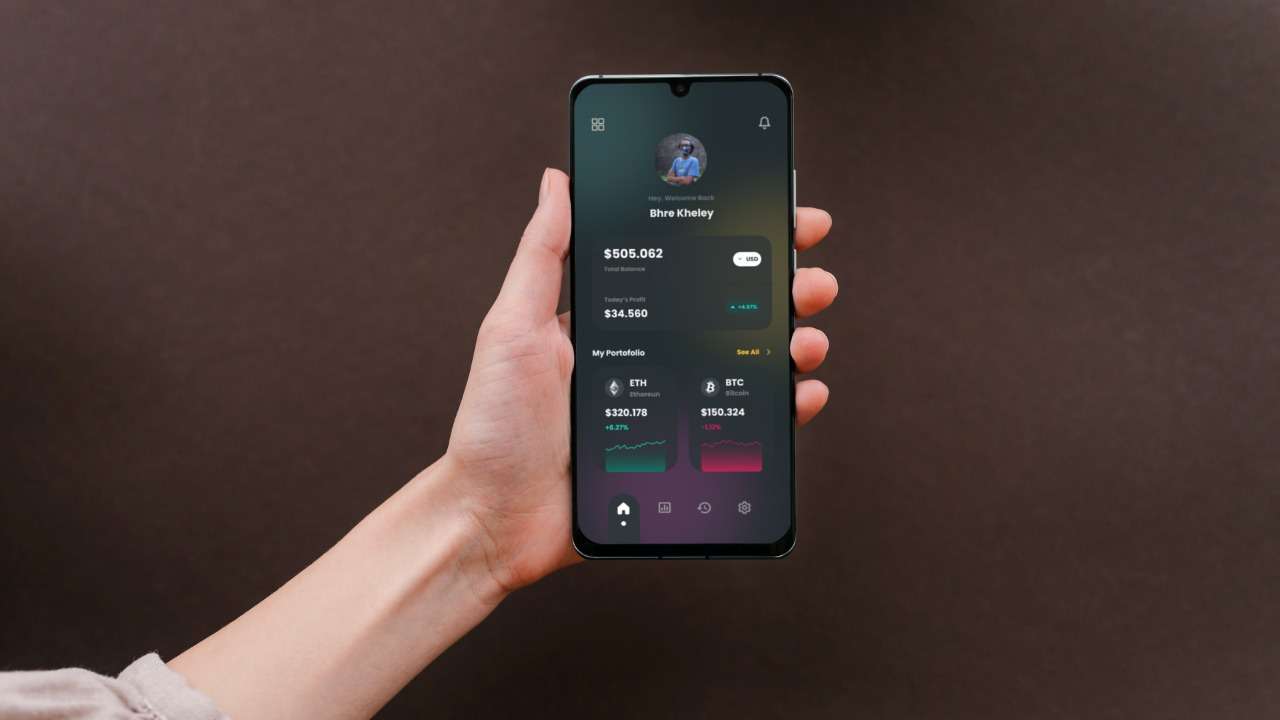 Hey, Welcome Back
Bhre Kheley
$505.062
USD
Total Balance
Today's Profit
$34.560
+4.57%
My Portofolio
See All
ETH
Ethereun
$320.178
+6.27%
BTC
Bitcoin
$150.324
-1.12%